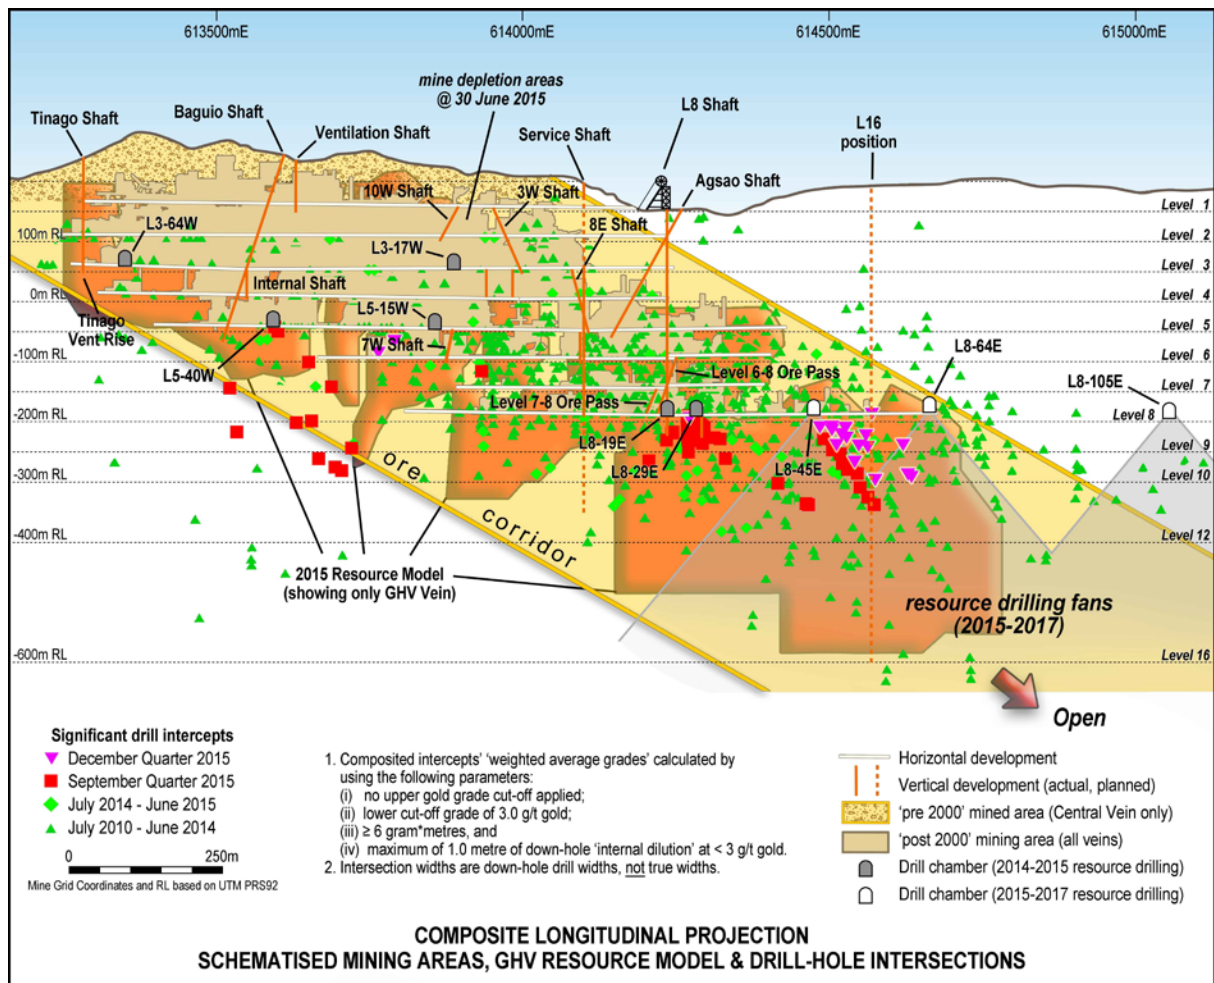 613500mE
614000mE
614500mE
615000mE
mine depletion areas
@ 30 June 2015
Tinago Shaft
Baguio Shaft
Ventilation Shaft
Service Shaft
L8 Shaft
L16
position
10W Shaft
3W Shaft
Agsao Shaft
Level 1
L3-64W
8E Shaft
100m RL
Level 2
L3-17W
Level 3
Internal Shaft
0m RL
Level 4
L5-15W
Tinago
Vent Rise
Level 5
7W Shaft
L8-64E
-100m RL
Level 6
L5-40W
Level 6-8 Ore Pass
L8-105E
Level 7
Level 7-8 Ore Pass
-200m RL
Level 8
L8-19E
L8-29E
L8-45E
Level 9
ore
-300m RL
Level 10
corridor
-400m RL
Level 12
2015 Resource Model
(showing only GHV Vein)
resource drilling fans
(2015-2017)
-600m RL
Level 16
Open
Significant drill intercepts
December Quarter 2015
September Quarter 2015
July 2014 - June 2015
July 2010 - June 2014
0
250m
Mine Grid Coordinates and RL based on UTM PRS92
1. Composited intercepts' 'weighted average grades' calculated by
using the following parameters:
(i) no upper gold grade cut-off applied;
(ii) lower cut-off grade of 3.0 g/t gold;
(iii) ≥ 6 gram*metres, and
(iv) maximum of 1.0 metre of down-hole 'internal dilution' at < 3 g/t gold.
2. Intersection widths are down-hole drill widths, not true widths.
Horizontal development
Vertical development (actual, planned)
'pre 2000' mined area (Central Vein only)
'post 2000' mining area (all veins)
Drill chamber (2014-2015 resource drilling)
Drill chamber (2015-2017 resource drilling)
COMPOSITE LONGITUDINAL PROJECTION
SCHEMATISED MINING AREAS, GHV RESOURCE MODEL & DRILL-HOLE INTERSECTIONS